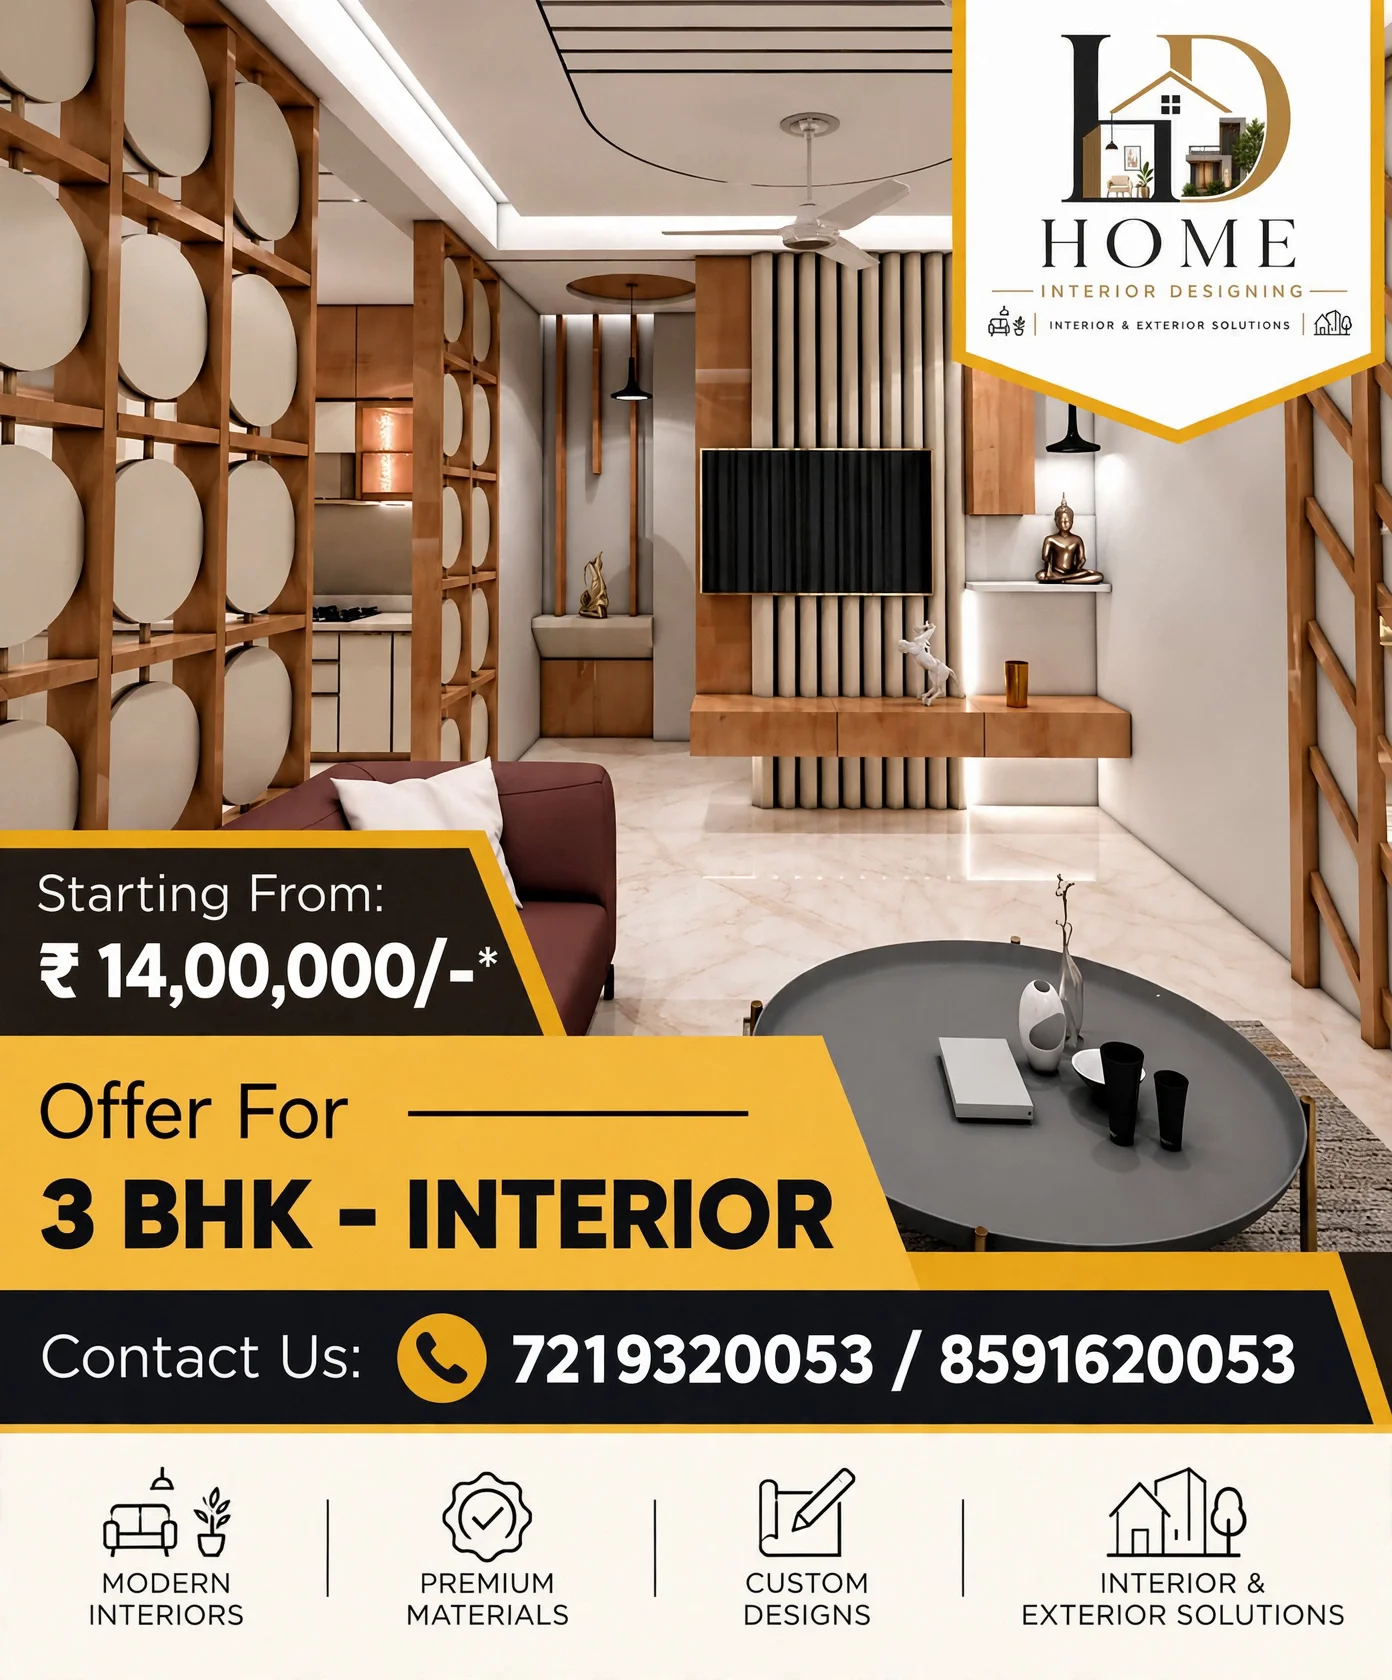 HD
HOME
INTERIOR DESIGNING
INTERIOR & EXTERIOR SOLUTIONS
Starting From:
₹ 14,00,000/-*
Offer For
3 BHK - INTERIOR
Contact Us: 7219320053 / 8591620053
MODERN
INTERIORS
PREMIUM
MATERIALS
CUSTOM
DESIGNS
INTERIOR &
EXTERIOR SOLUTIONS